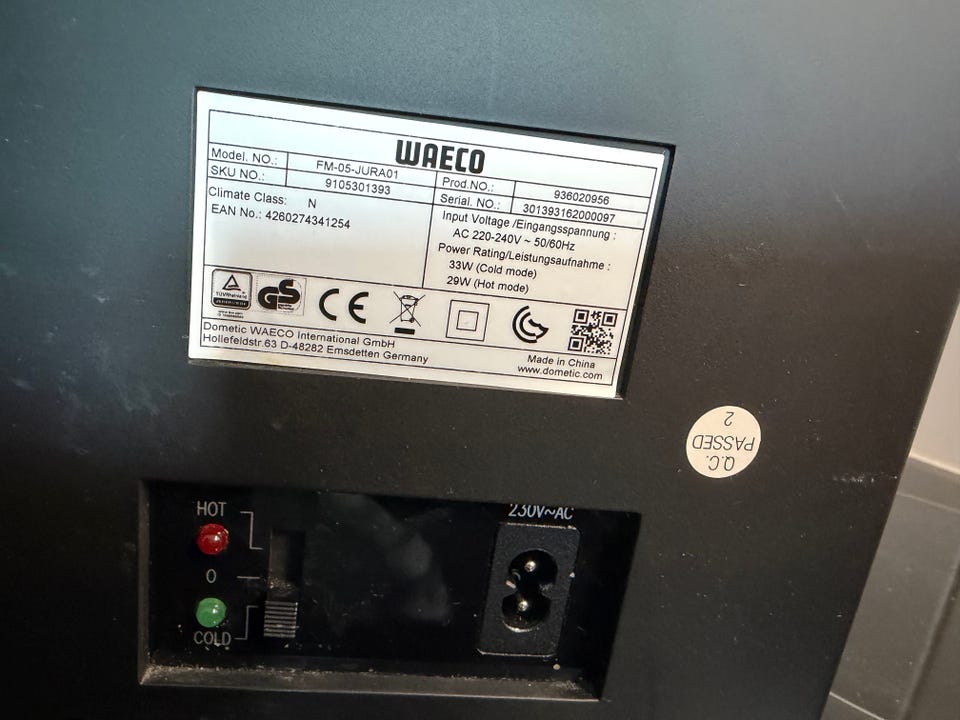 WAECO
Model. NO.: FM-05-JURA01 Prod.NO.: 936020956
SKU NO.: 9105301393 Serial. NO.: 301393162000097
Climate Class: N
EAN No.: 4260274341254
Input Voltage /Eingangsspannung :
AC 220-240V ~ 50/60Hz
Power Rating/Leistungsaufnahme :
33W (Cold mode)
29W (Hot mode)
TÜVRheinland
GS
CE
Dometic WAECO International GmbH
Hollefeldstr.63 D-48282 Emsdetten Germany
Made in China
www.dometic.com
Q.C.
PASSED
2
HOT
0
COLD
230V~AC